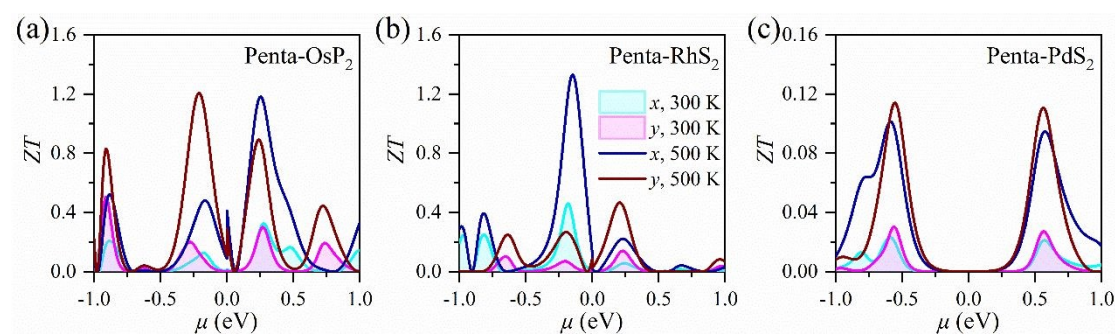 (a)
1.6
1.2
0.8
0.4
0.0
ZT
Penta-OsP₂
-1.0 -0.5 0.0 0.5 1.0
μ (eV)
(b)
1.6
1.2
0.8
0.4
0.0
ZT
Penta-RhS₂
x, 300 K
y, 300 K
x, 500 K
y, 500 K
-1.0 -0.5 0.0 0.5 1.0
μ (eV)
(c)
0.16
0.12
0.08
0.04
0.00
ZT
Penta-PdS₂
-1.0 -0.5 0.0 0.5 1.0
μ (eV)